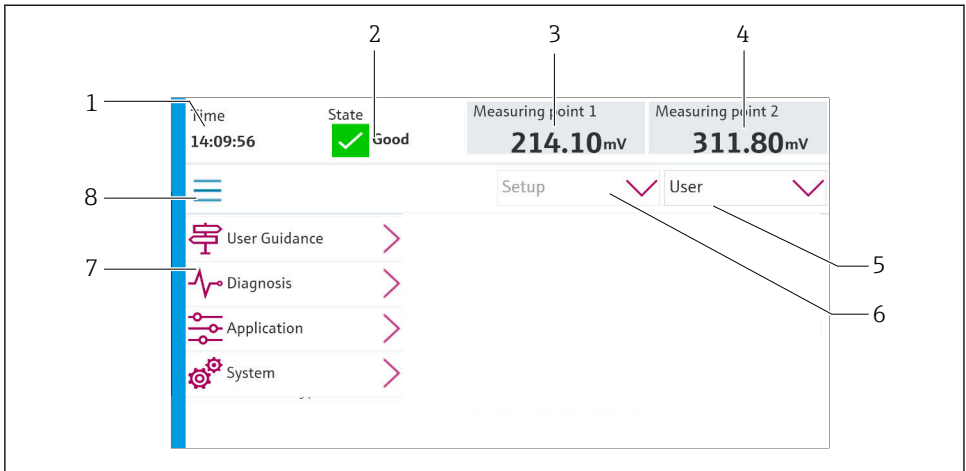 2 3 4
1
Time State Measuring point 1 Measuring point 2
14:09:56 Good 214.10mV 311.80mV
8 Setup User
User Guidance
7 Diagnosis 5
Application 6
System